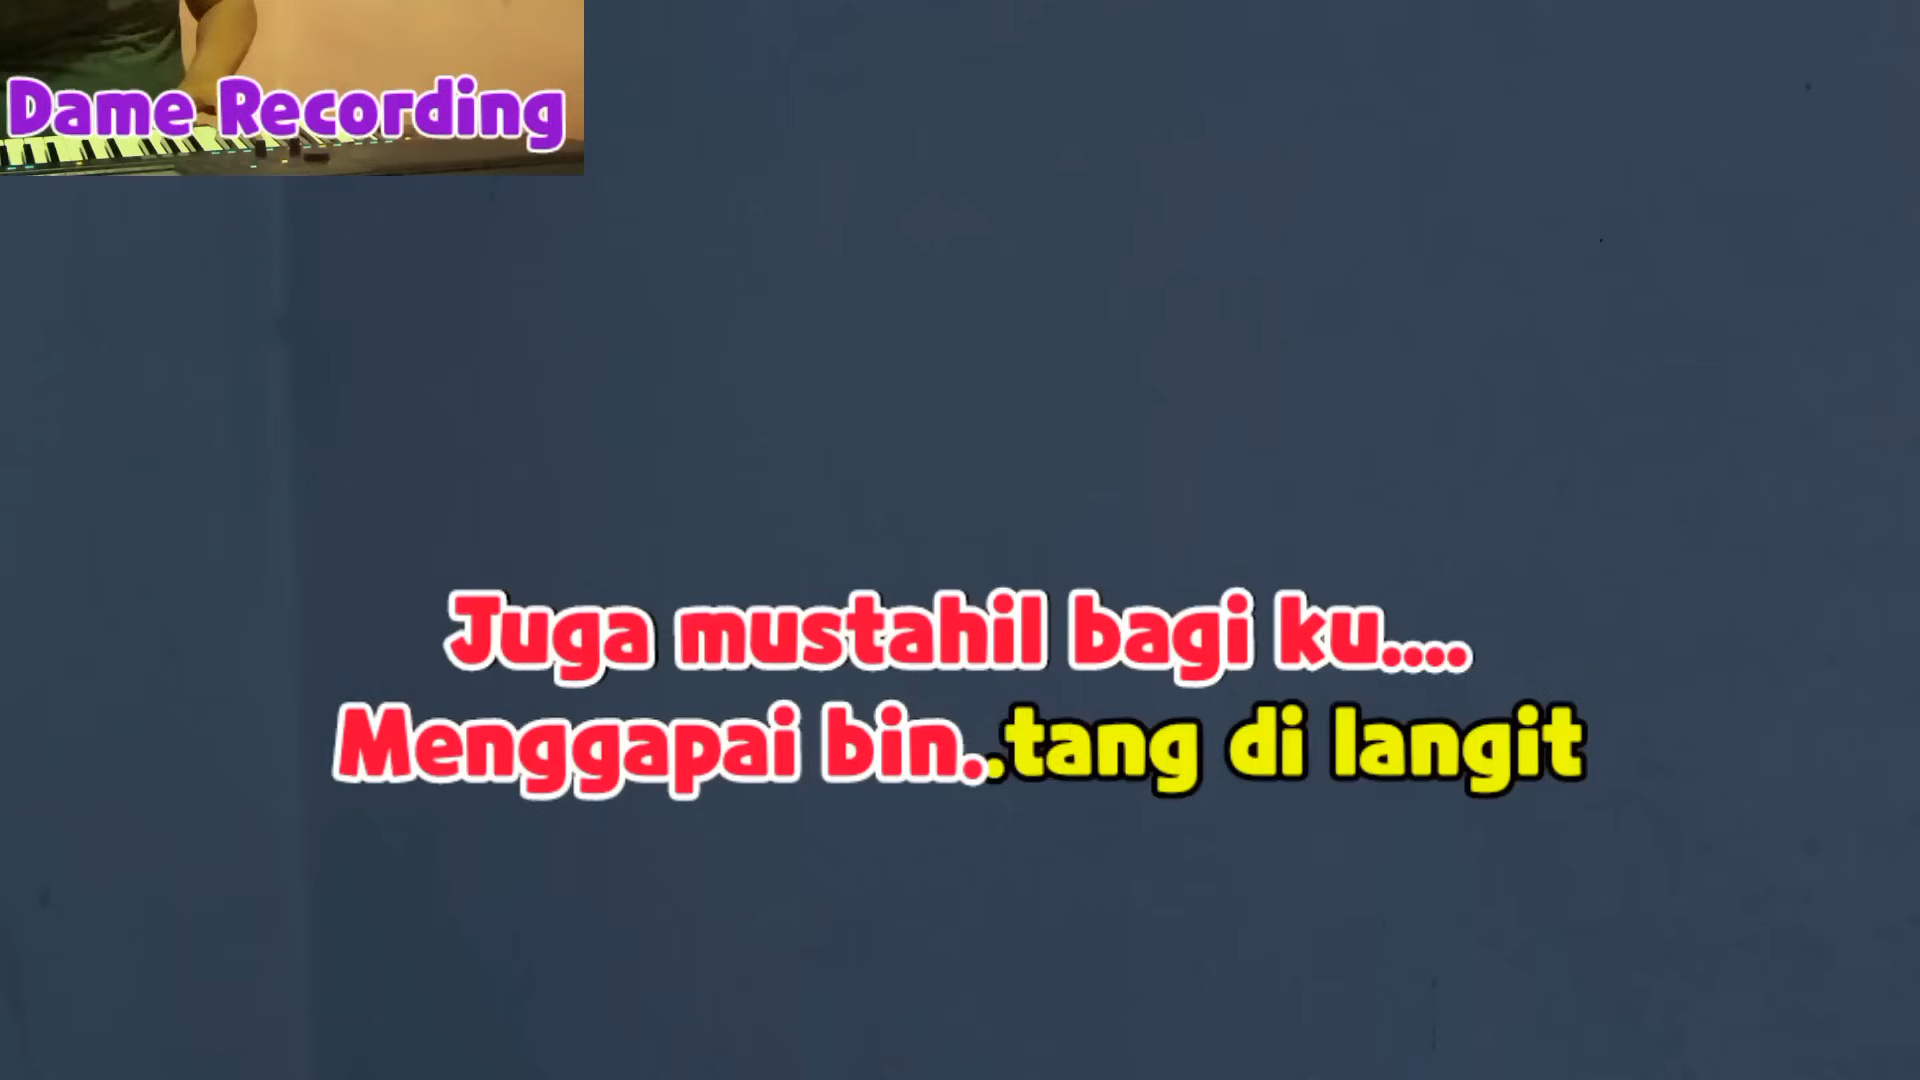 Dame Recording
Juga mustahil bagi ku....
Menggapai bin..tang di langit